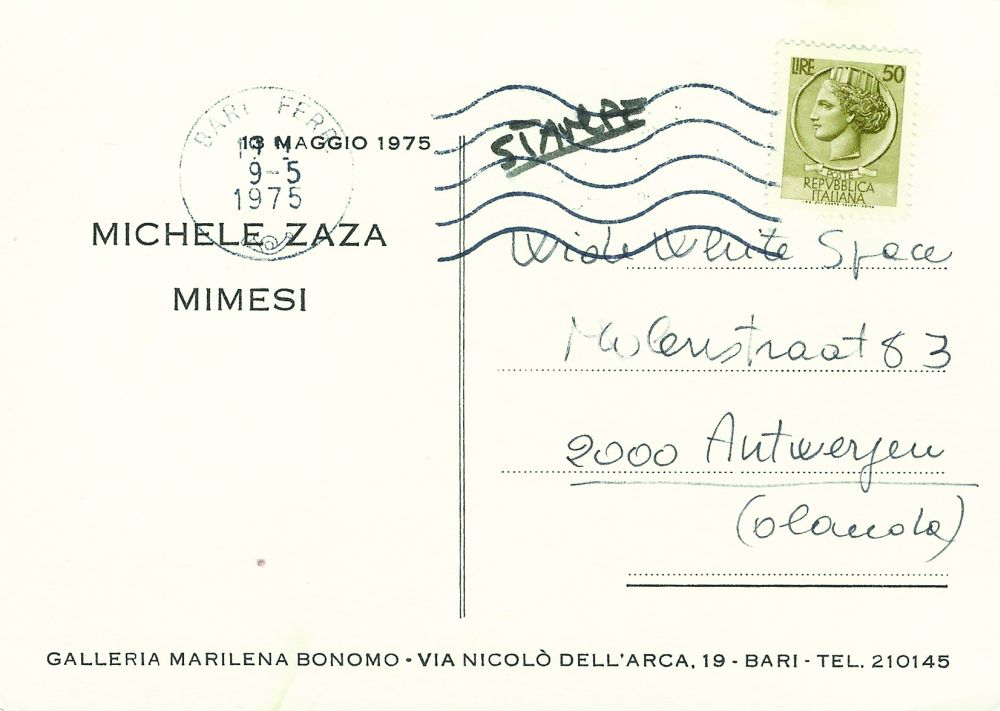 LIRE 50
POSTE
REPVBBLICA
ITALIANA
BARI FERR
9-5
1975
13 MAGGIO 1975
MICHELE ZAZA
MIMESI
STAMPE
Wide White Space
Molenstraat 83
2000 Antwerpen
(Olanda)
GALLERIA MARILENA BONOMO - VIA NICOLÒ DELL'ARCA, 19 - BARI - TEL. 210145